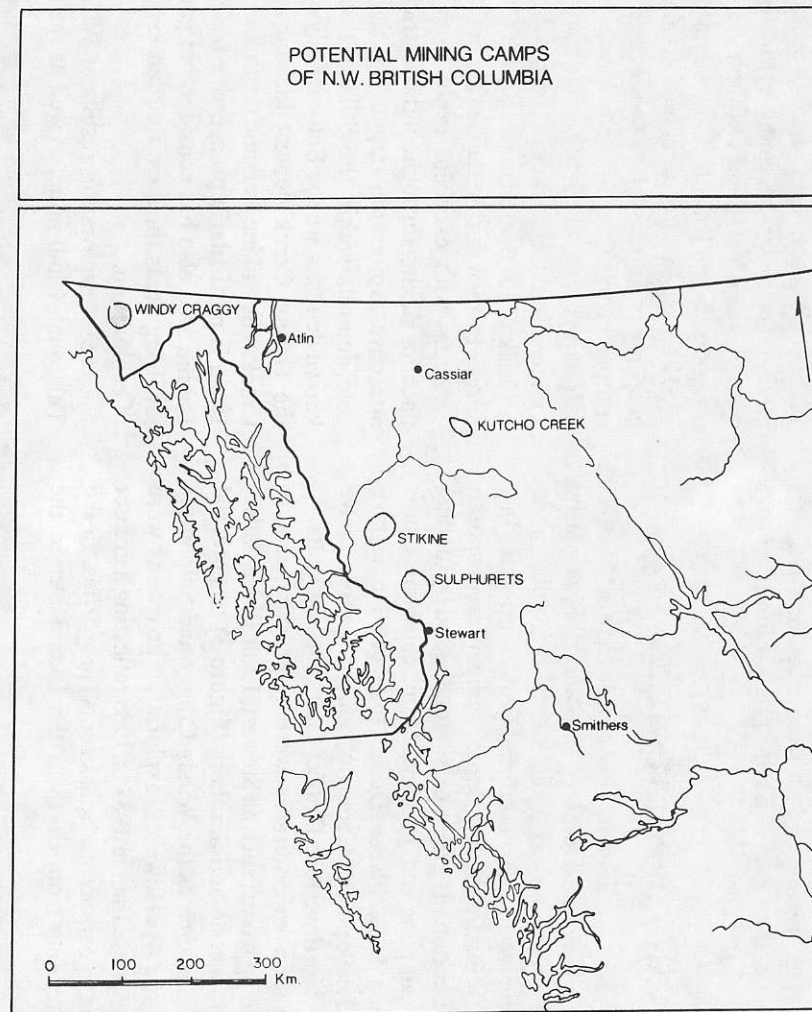 POTENTIAL MINING CAMPS
OF N.W. BRITISH COLUMBIA
WINDY CRAGGY
Atlin
Cassiar
KUTCHO CREEK
STIKINE
SULPHURETS
Stewart
Smithers
0 100 200 300
Km.